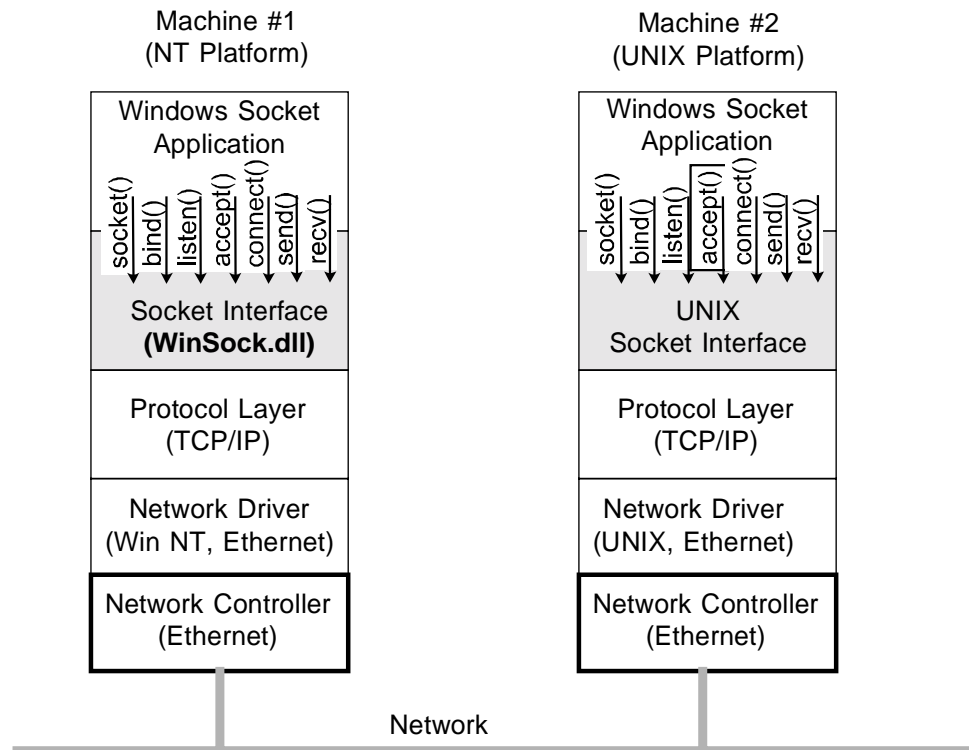 Machine #1
(NT Platform)
Windows Socket
Application
socket()
bind()
listen()
accept()
connect()
send()
recv()
Socket Interface
(WinSock.dll)
Protocol Layer
(TCP/IP)
Network Driver
(Win NT, Ethernet)
Network Controller
(Ethernet)
Machine #2
(UNIX Platform)
Windows Socket
Application
socket()
bind()
listen()
accept()
connect()
send()
recv()
UNIX
Socket Interface
Protocol Layer
(TCP/IP)
Network Driver
(UNIX, Ethernet)
Network Controller
(Ethernet)
Network